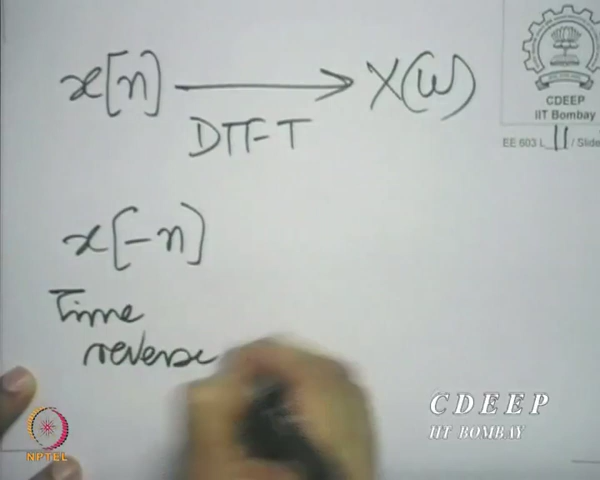 x[n] ⟶ X(ω)
DTFT
x[-n]
Time
reverse
CDEEP
IIT Bombay
EE 603 L 11 / Slide
CDEEP
IIT BOMBAY
NPTEL